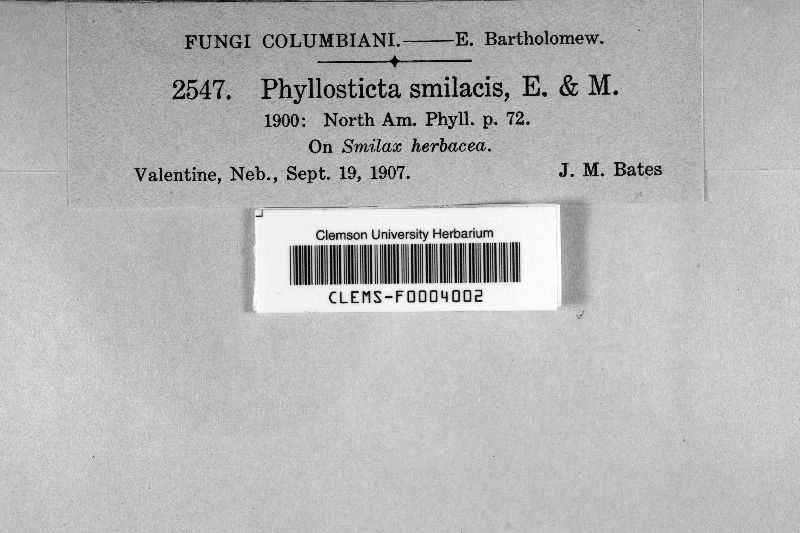 FUNGI COLUMBIANI.——E. Bartholomew.
2547. Phyllosticta smilacis, E. & M.
1900: North Am. Phyll. p. 72.
On Smilax herbacea.
Valentine, Neb., Sept. 19, 1907. J. M. Bates
Clemson University Herbarium
CLEMS-F0004002